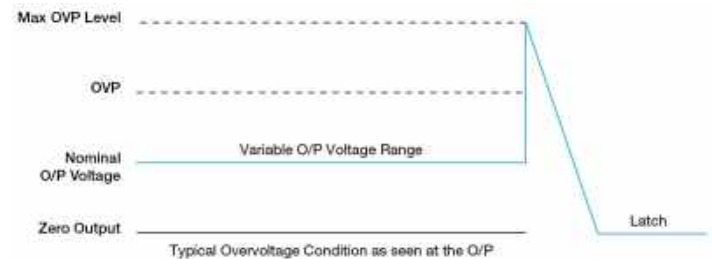 Max OVP Level
OVP
Variable O/P Voltage Range
Nominal
O/P Voltage
Zero Output
Latch
Typical Overvoltage Condition as seen at the O/P